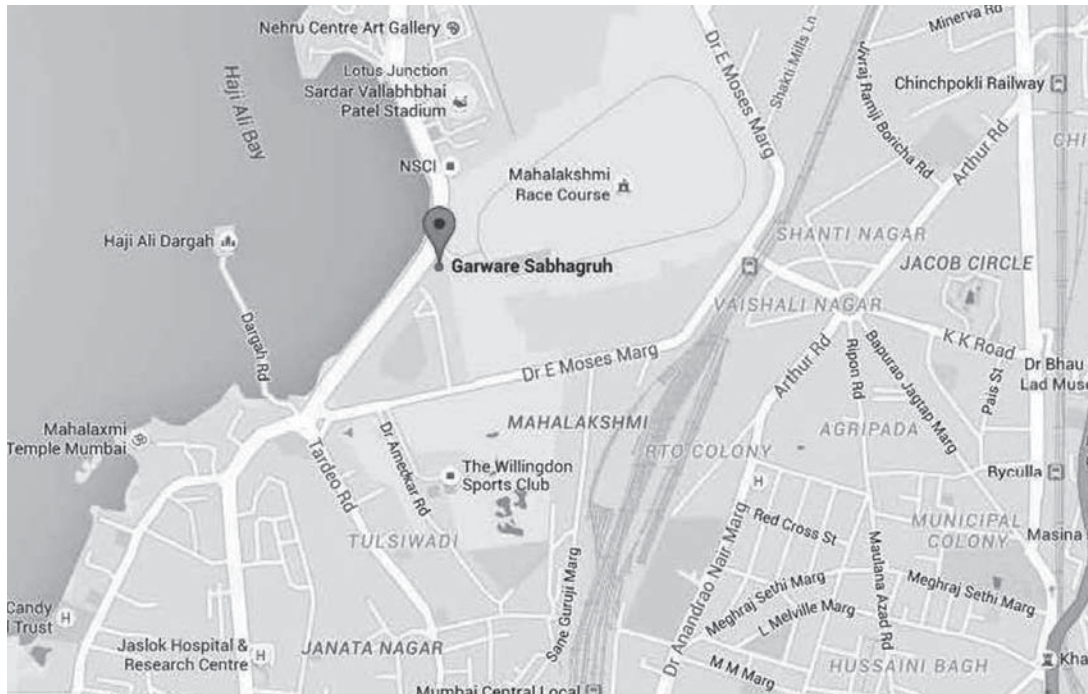 Nehru Centre Art Gallery
Haji Ali Bay
Lotus Junction
Sardar Vallabhbhai
Patel Stadium
NSCI
Dr E Moses Marg
Shakti Mills Ln
Minerva Rd
Jivraj Ramji Boricha Rd
Chinchpokli Railway
Arthur Rd
CHI
Mahalakshmi
Race Course
Haji Ali Dargah
Garware Sabhagruh
SHANTI NAGAR
JACOB CIRCLE
VAISHALI NAGAR
Dargah Rd
Dr E Moses Marg
Arthur Rd
Ripon Rd
Bapurao Jagtap Marg
K K Road
Pais St
Dr Bhau
Lad Muse
Mahalaxmi
Temple Mumbai
Tardeo Rd
Dr Amedkar Rd
MAHALAKSHMI
RTO COLONY
AGRIPADA
The Willingdon
Sports Club
H
Byculla
TULSIWADI
Red Cross St
MUNICIPAL
COLONY
Masina
Sane Guruji Marg
Dr Anandrao Nair Marg
Meghraj Sethi Marg
Maulana Azad Rd
Meghraj Sethi Marg
Candy
Trust
H
Jaslok Hospital &
Research Centre
H
JANATA NAGAR
L Melville Marg
M M Marg
HUSSAINI BAGH
Kha
Mumbai Central Local